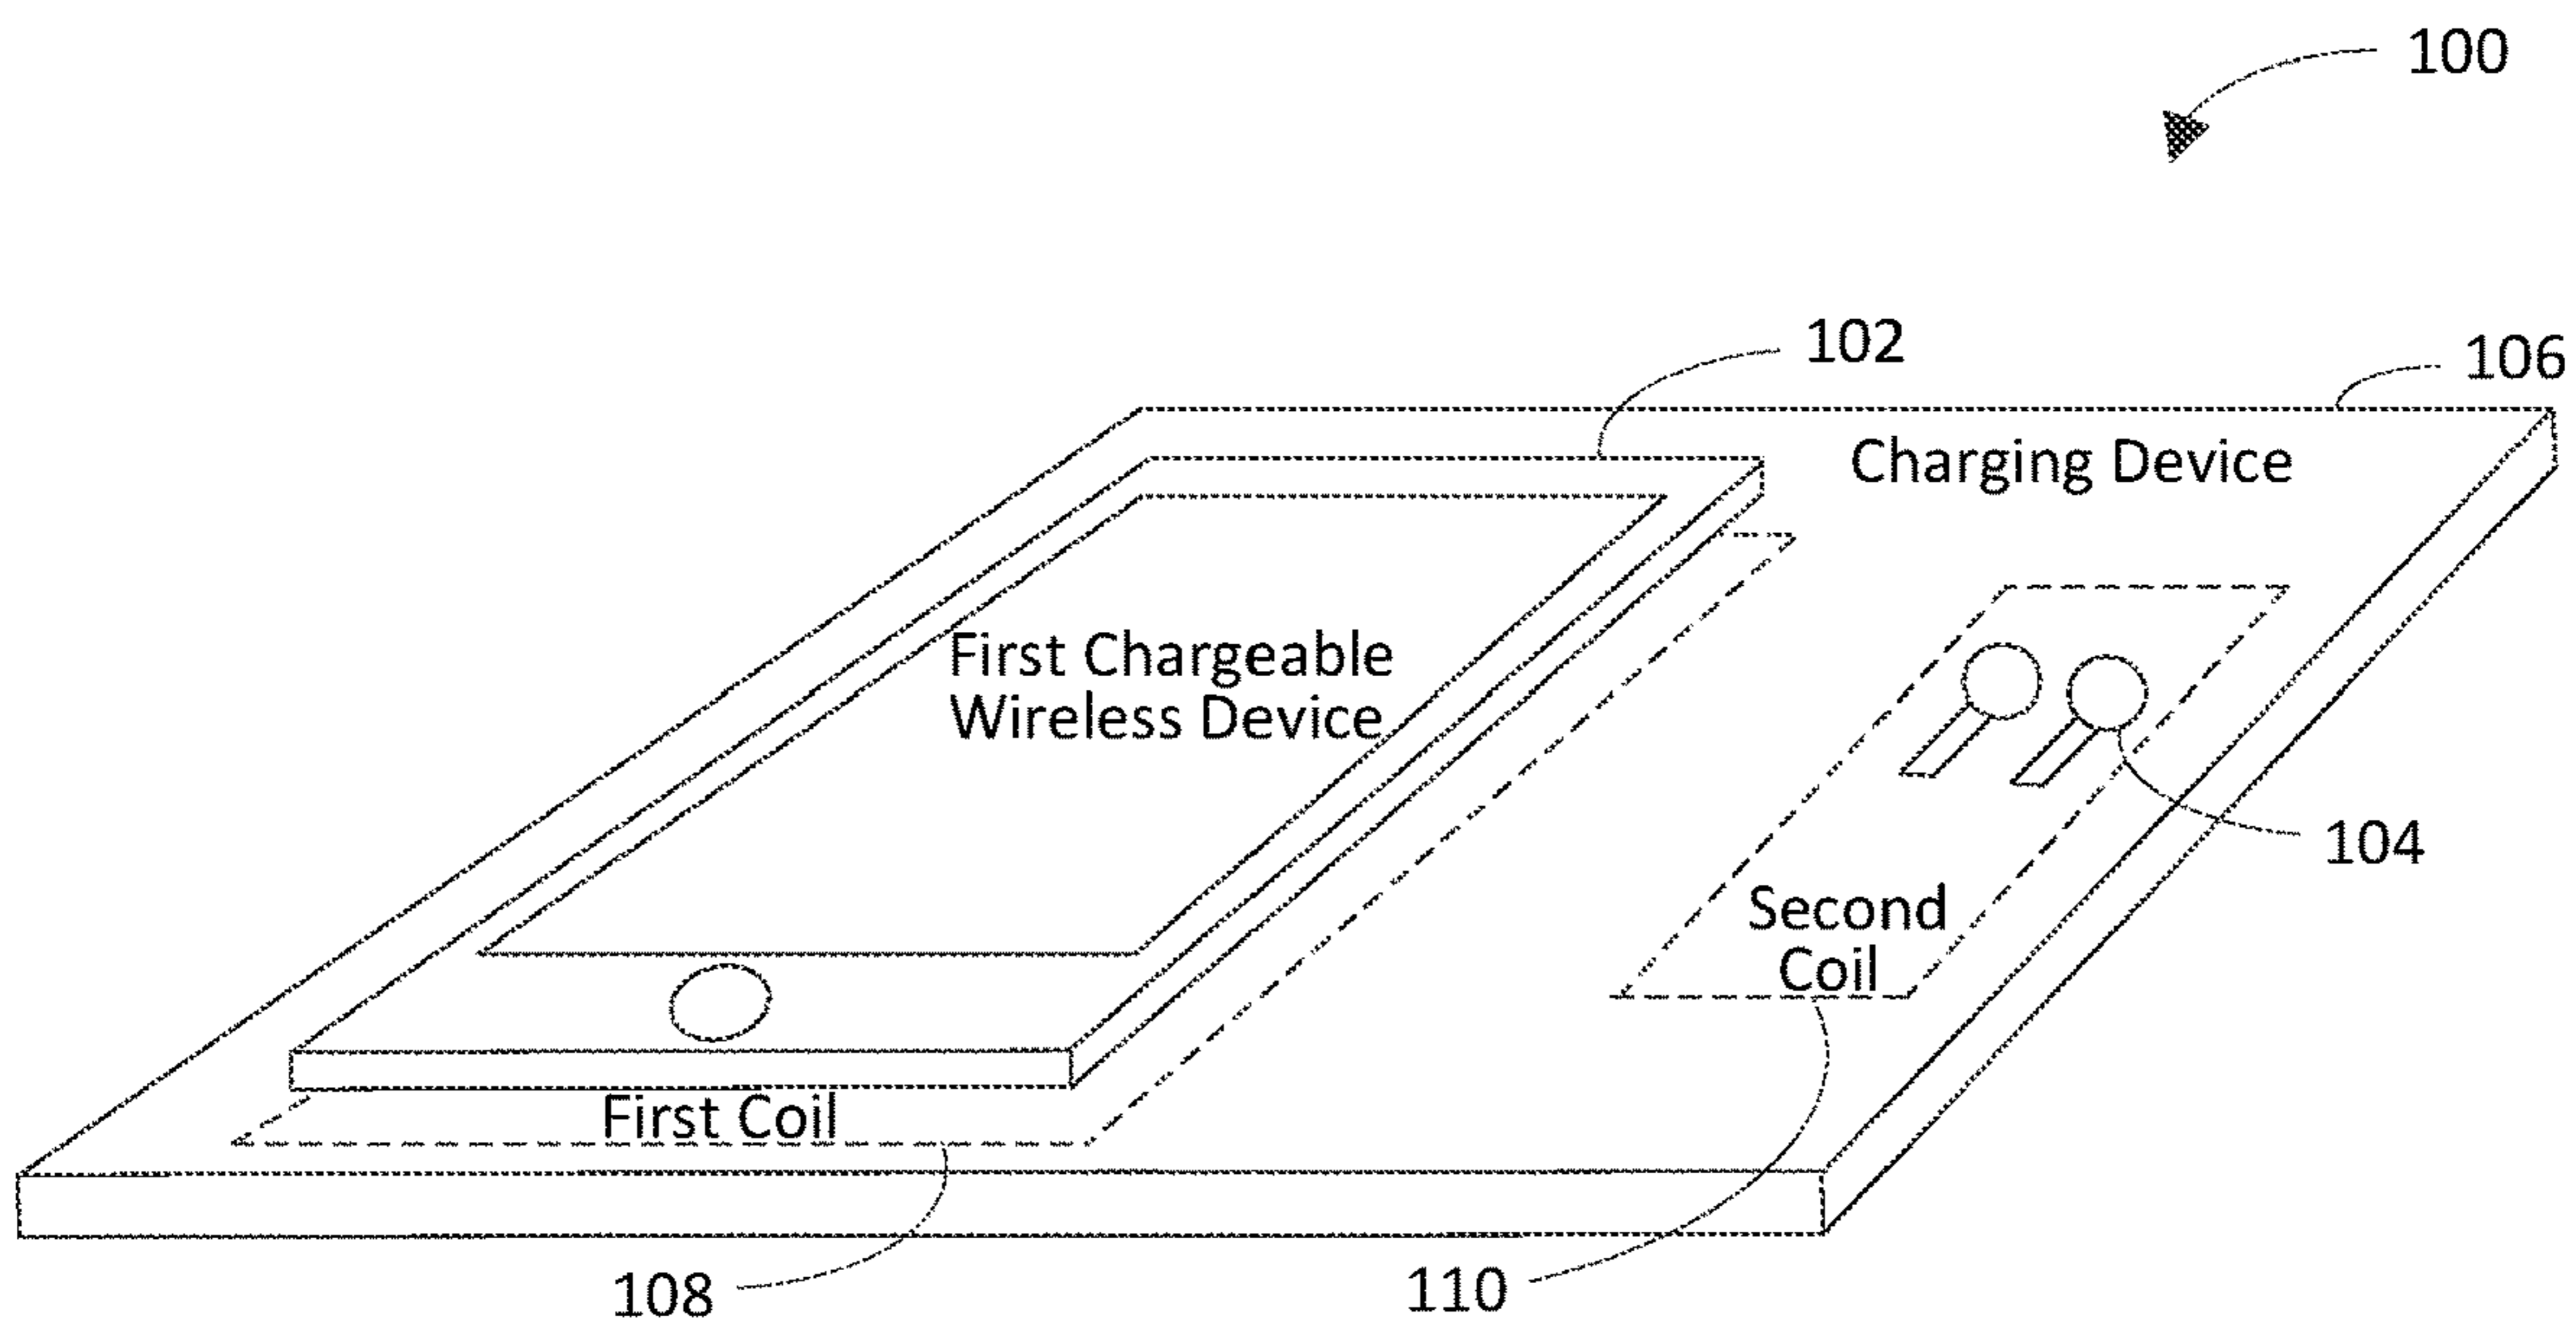 100
102
106
Charging Device
First Chargeable
Wireless Device
104
Second
Coil
First Coil
108
110